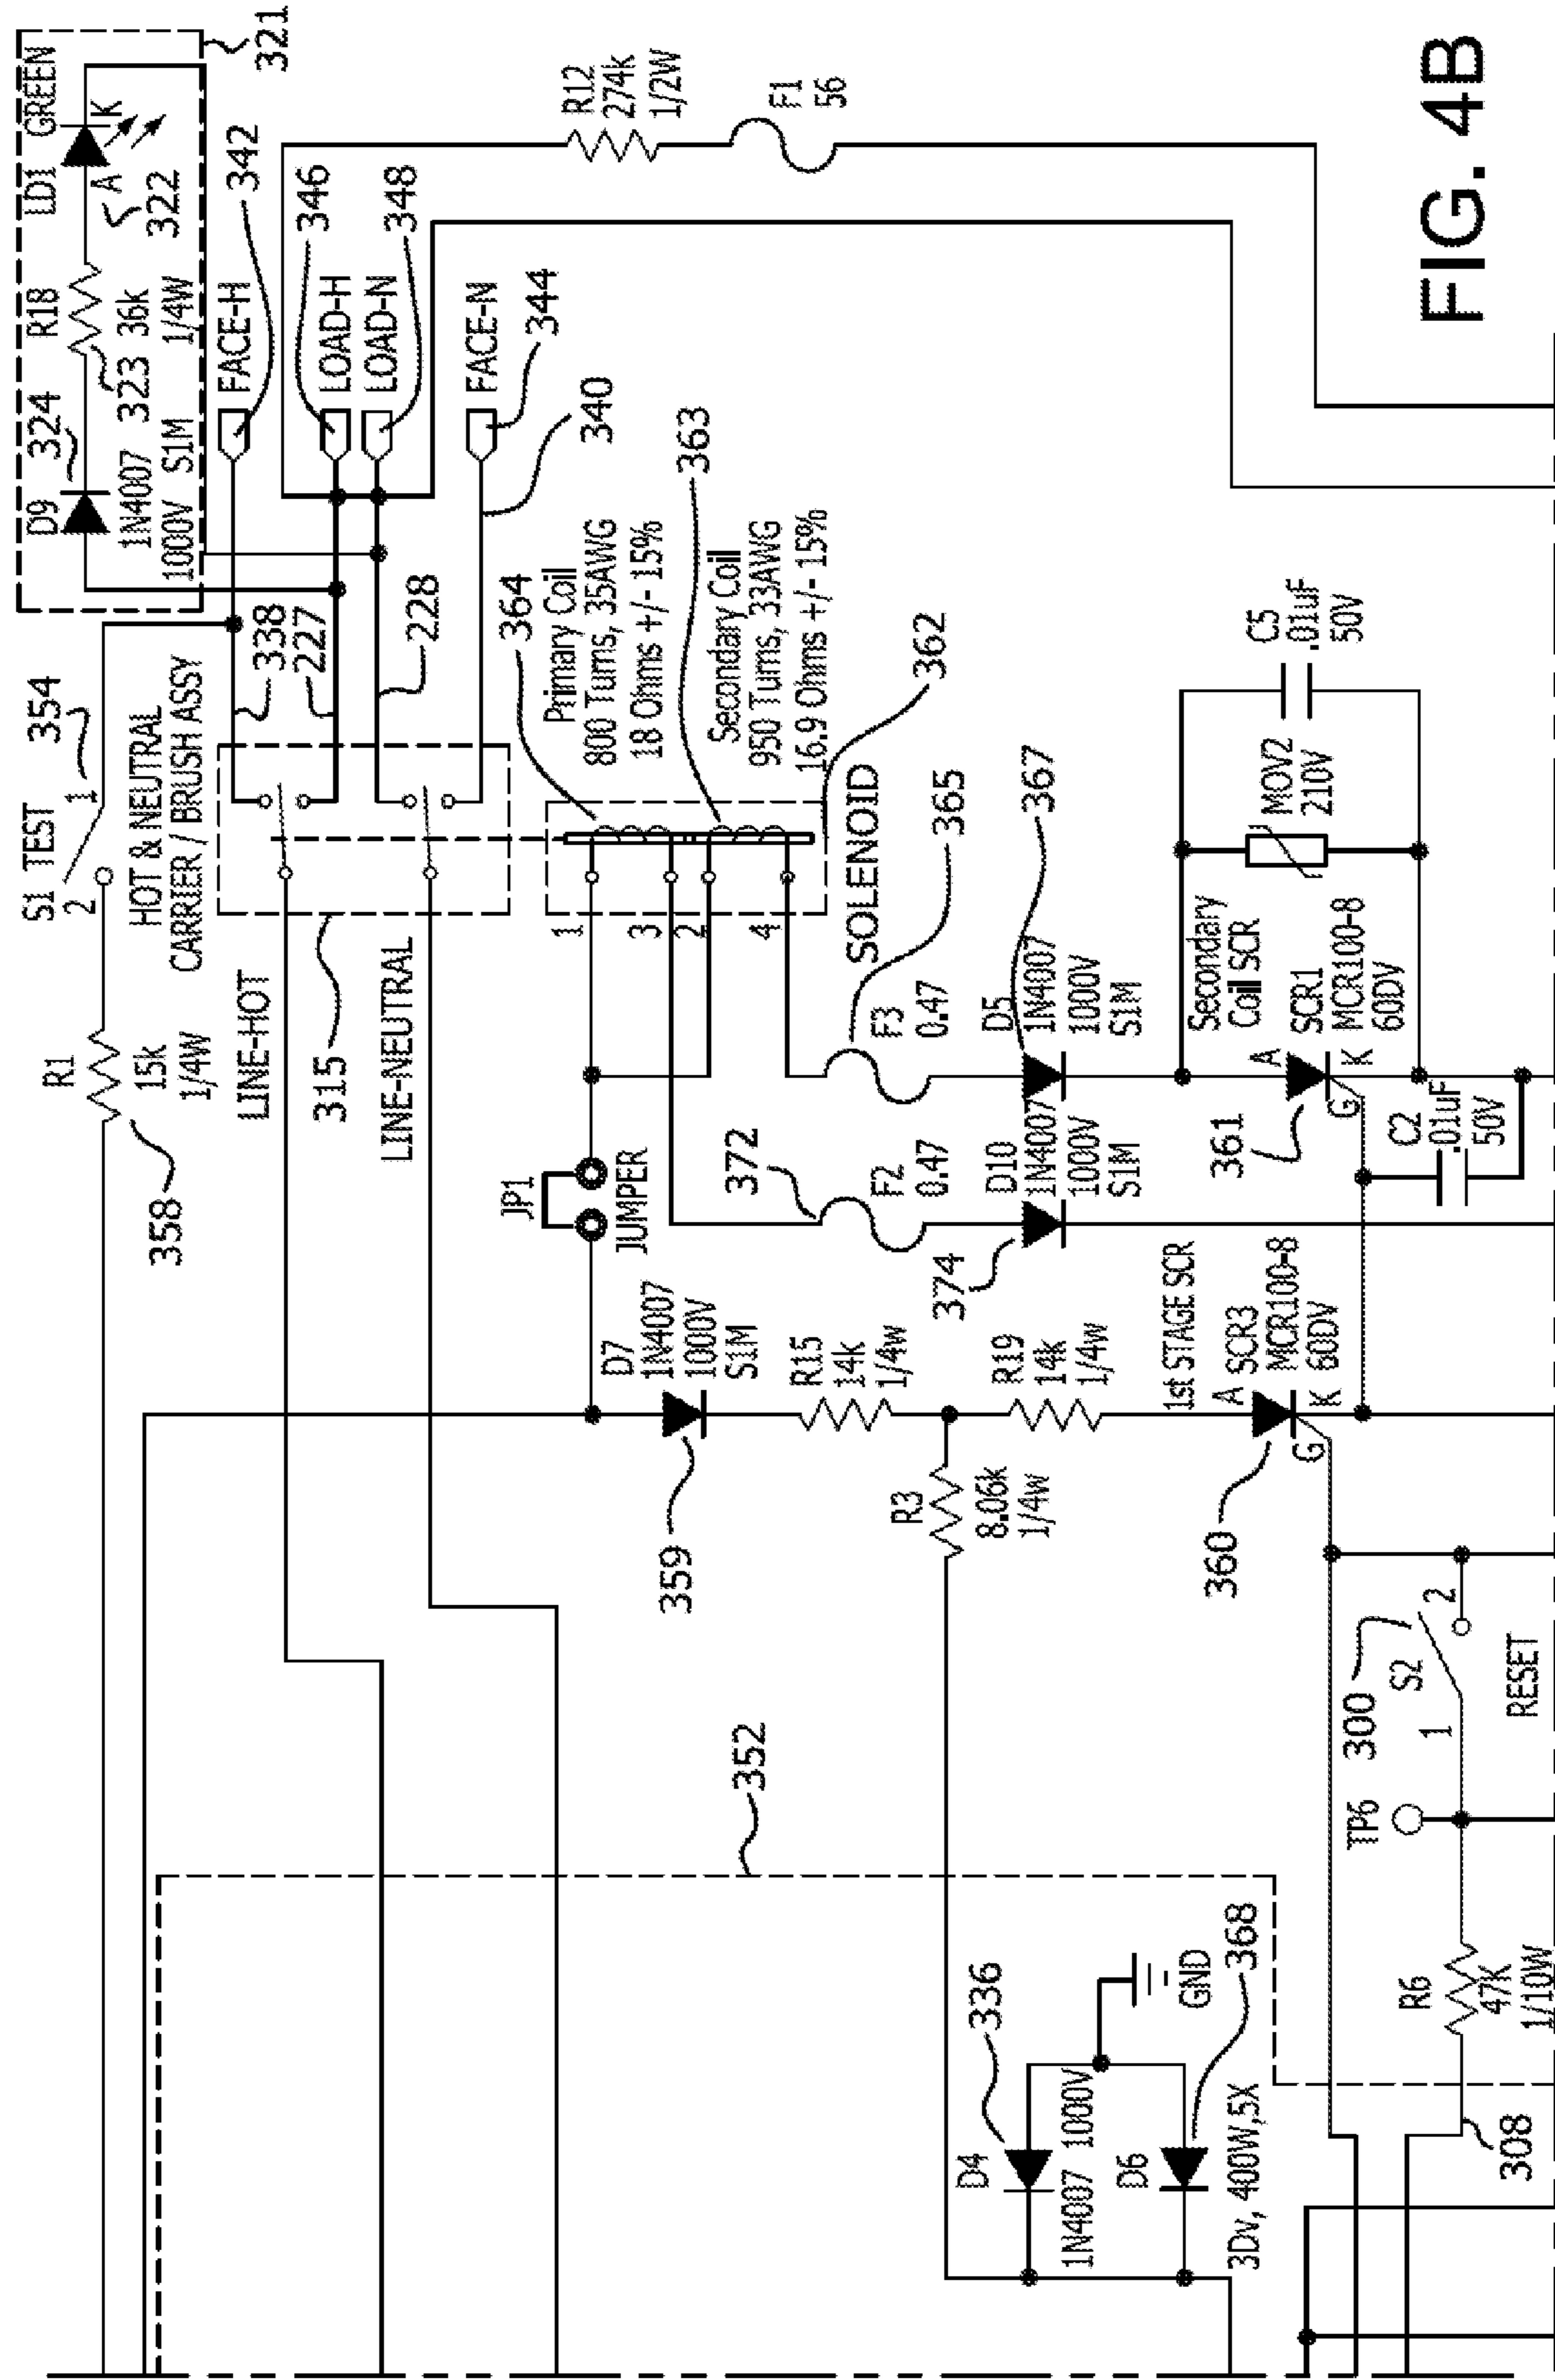 FIG. 4B
D9
324
1N4007
1000V S1M
R18
323
36k
1/4W
LD1 GREEN
A
K
322
321
S1 TEST
354
2
1
R1
15k
1/4W
358
HOT & NEUTRAL
CARRIER / BRUSH ASSY
338
227
228
FACE-H
342
LOAD-H
346
LOAD-N
348
FACE-N
344
340
R12
274k
1/2W
F1
56
LINE-HOT
315
LINE-NEUTRAL
364
Primary Coil
800 Turns, 35AWG
18 Ohms +/- 15%
363
Secondary Coil
950 Turns, 33AWG
16.9 Ohms +/- 15%
362
1
3
2
4
SOLENOID
365
JP1
JUMPER
372
F2
0.47
F3
0.47
367
D10
1N4007
1000V
S1M
374
D5
1N4007
1000V
S1M
D7
1N4007
1000V
S1M
359
R15
14k
1/4w
R3
8.06k
1/4w
R19
14k
1/4w
1st STAGE SCR
A
SCR3
MCR100-8
60DV
K
G
360
Secondary
Coil SCR
A
SCR1
MCR100-8
60DV
K
G
361
MOV2
210V
C5
.01uF
50V
C2
.01uF
50V
352
336
D4
1N4007 1000V
D6
3Dv, 400W,5X
368
GND
300
S2
1
2
RESET
TP6
R6
47K
1/10W
308